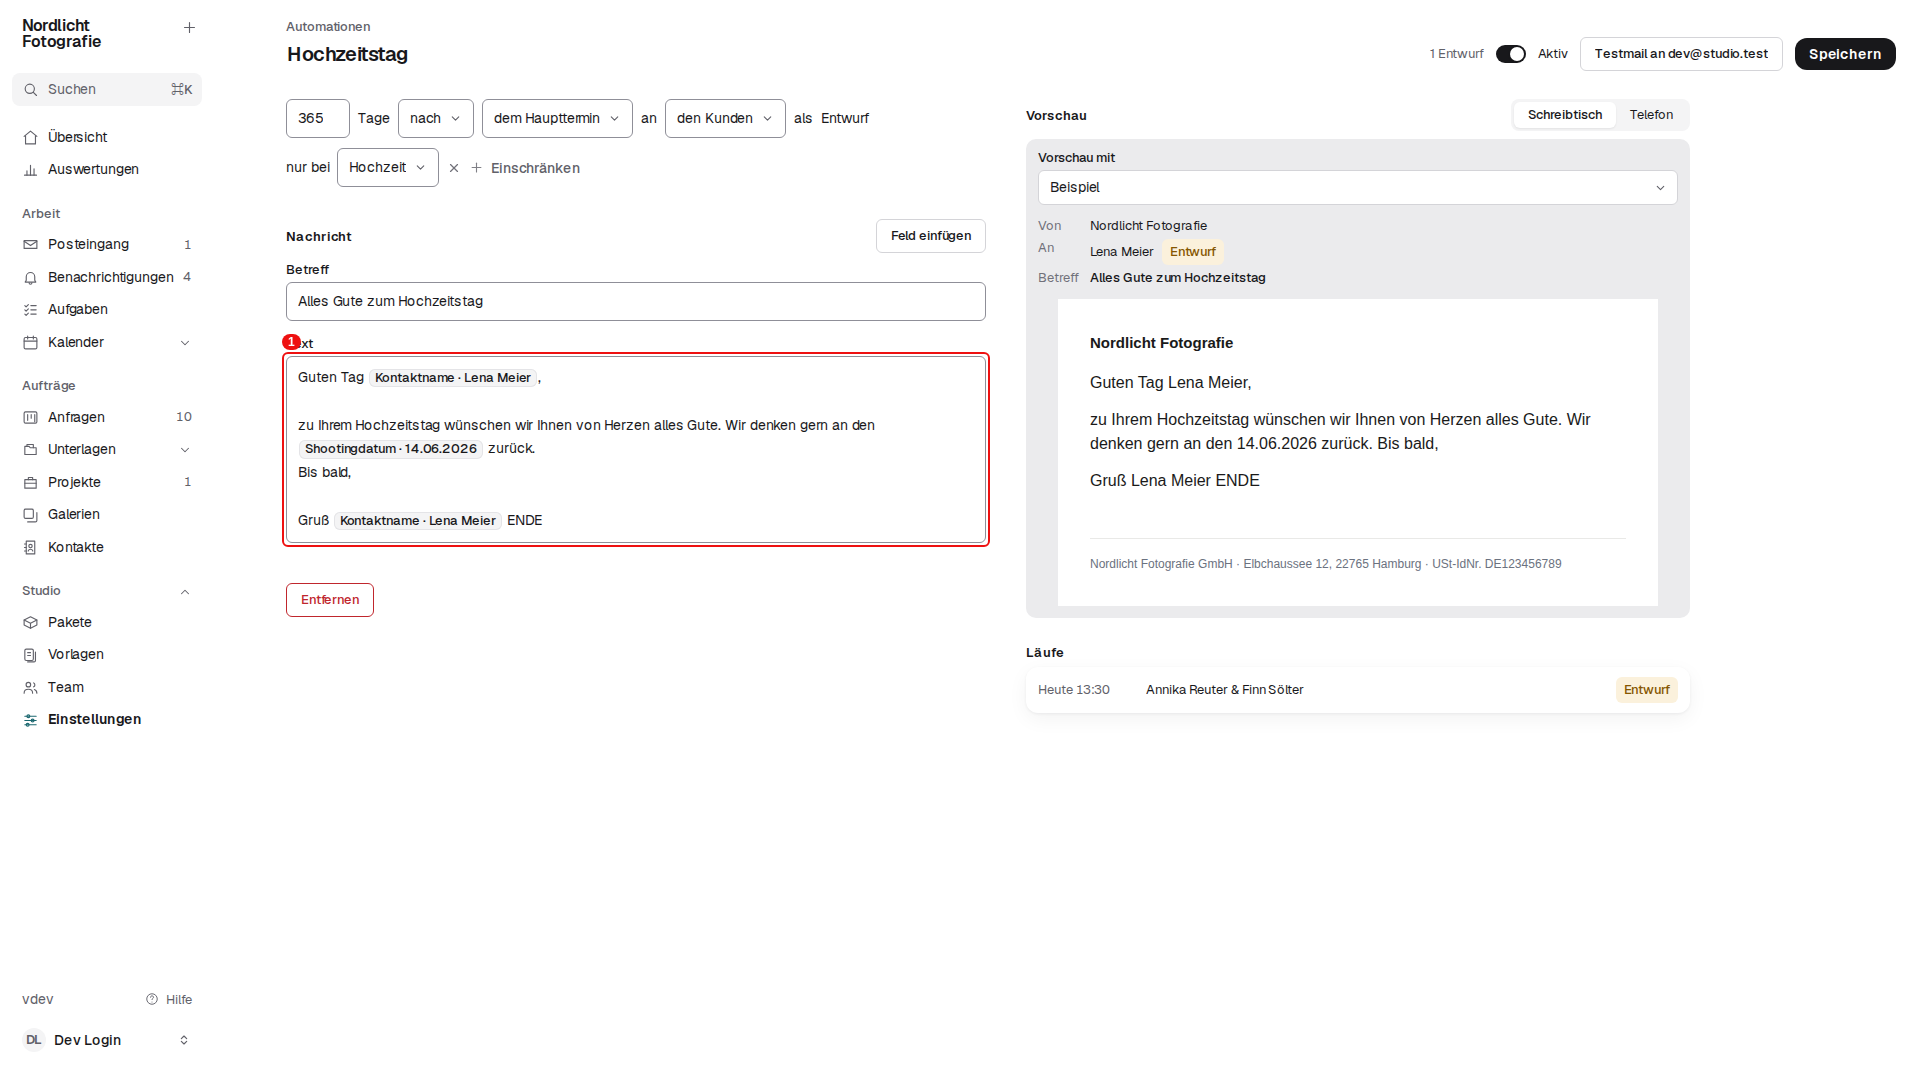 Nordlicht
Fotografie
Suchen
⌘K
Übersicht
Auswertungen
Arbeit
Posteingang 1
Benachrichtigungen 4
Aufgaben
Kalender
Aufträge
Anfragen 10
Unterlagen
Projekte 1
Galerien
Kontakte
Studio
Pakete
Vorlagen
Team
Einstellungen
vdev
Hilfe
DL Dev Login
Automationen
Hochzeitstag
1 Entwurf
Aktiv
Testmail an dev@studio.test
Speichern
365 Tage nach dem Haupttermin an den Kunden als Entwurf
nur bei Hochzeit × + Einschränken
Nachricht
Feld einfügen
Betreff
Alles Gute zum Hochzeitstag
1
Guten Tag Kontaktname · Lena Meier,
zu Ihrem Hochzeitstag wünschen wir Ihnen von Herzen alles Gute. Wir denken gern an den
Shootingdatum · 14.06.2026 zurück.
Bis bald,
Gruß Kontaktname · Lena Meier ENDE
Entfernen
Vorschau
Schreibtisch
Telefon
Vorschau mit
Beispiel
Von Nordlicht Fotografie
An Lena Meier Entwurf
Betreff Alles Gute zum Hochzeitstag
Nordlicht Fotografie
Guten Tag Lena Meier,
zu Ihrem Hochzeitstag wünschen wir Ihnen von Herzen alles Gute. Wir
denken gern an den 14.06.2026 zurück. Bis bald,
Gruß Lena Meier ENDE
Nordlicht Fotografie GmbH · Elbchaussee 12, 22765 Hamburg · USt-IdNr. DE123456789
Läufe
Heute 13:30 Annika Reuter & Finn Sölter Entwurf